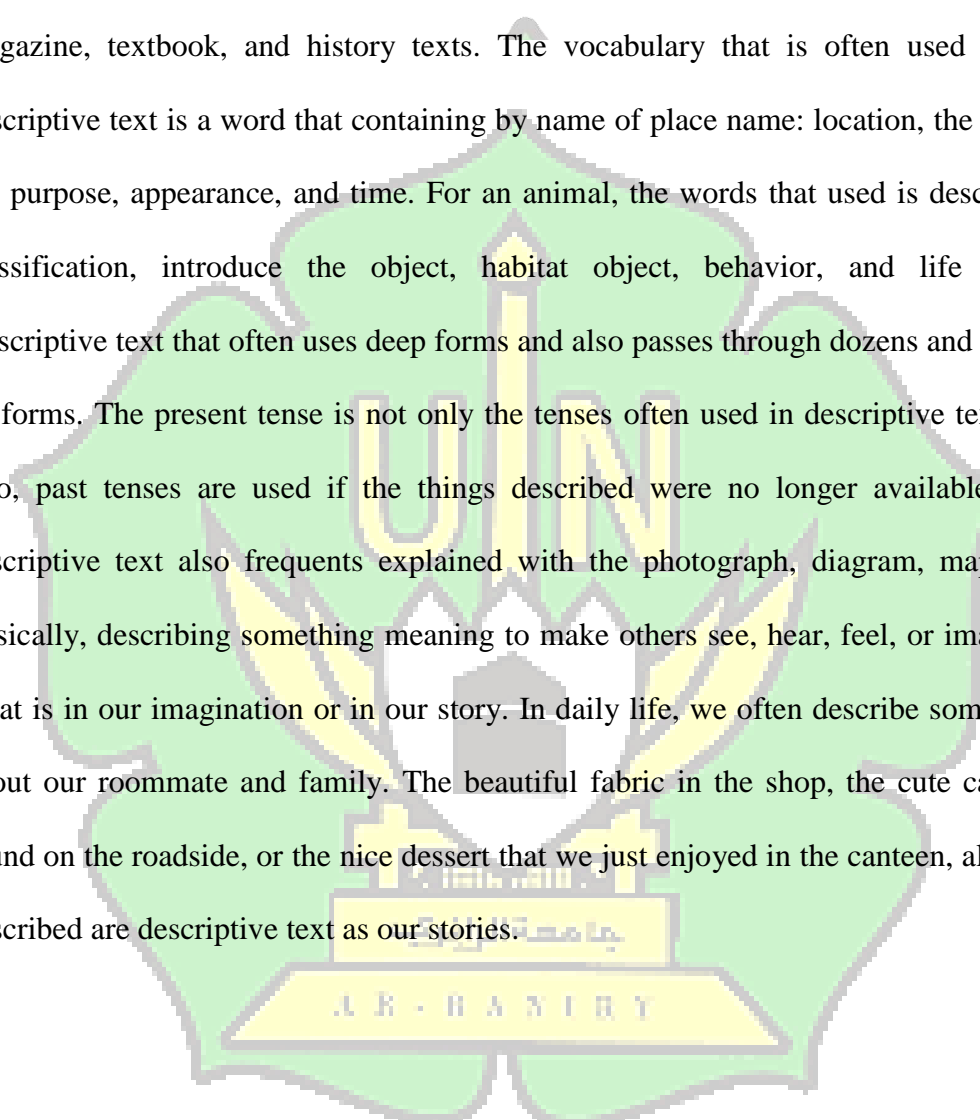 gazine, textbook, and history texts. The vocabulary that is often used
scriptive text is a word that containing by name of place name: location, the
purpose, appearance, and time. For an animal, the words that used is desc
ssification, introduce the object, habitat object, behavior, and life
scriptive text that often uses deep forms and also passes through dozens and
forms. The present tense is not only the tenses often used in descriptive te
o, past tenses are used if the things described were no longer available
scriptive text also frequents explained with the photograph, diagram, ma
sically, describing something meaning to make others see, hear, feel, or ima
at is in our imagination or in our story. In daily life, we often describe som
out our roommate and family. The beautiful fabric in the shop, the cute ca
und on the roadside, or the nice dessert that we just enjoyed in the canteen, al
scribed are descriptive text as our stories.
UIN
جامعة الرانيري
AR-RANIRY